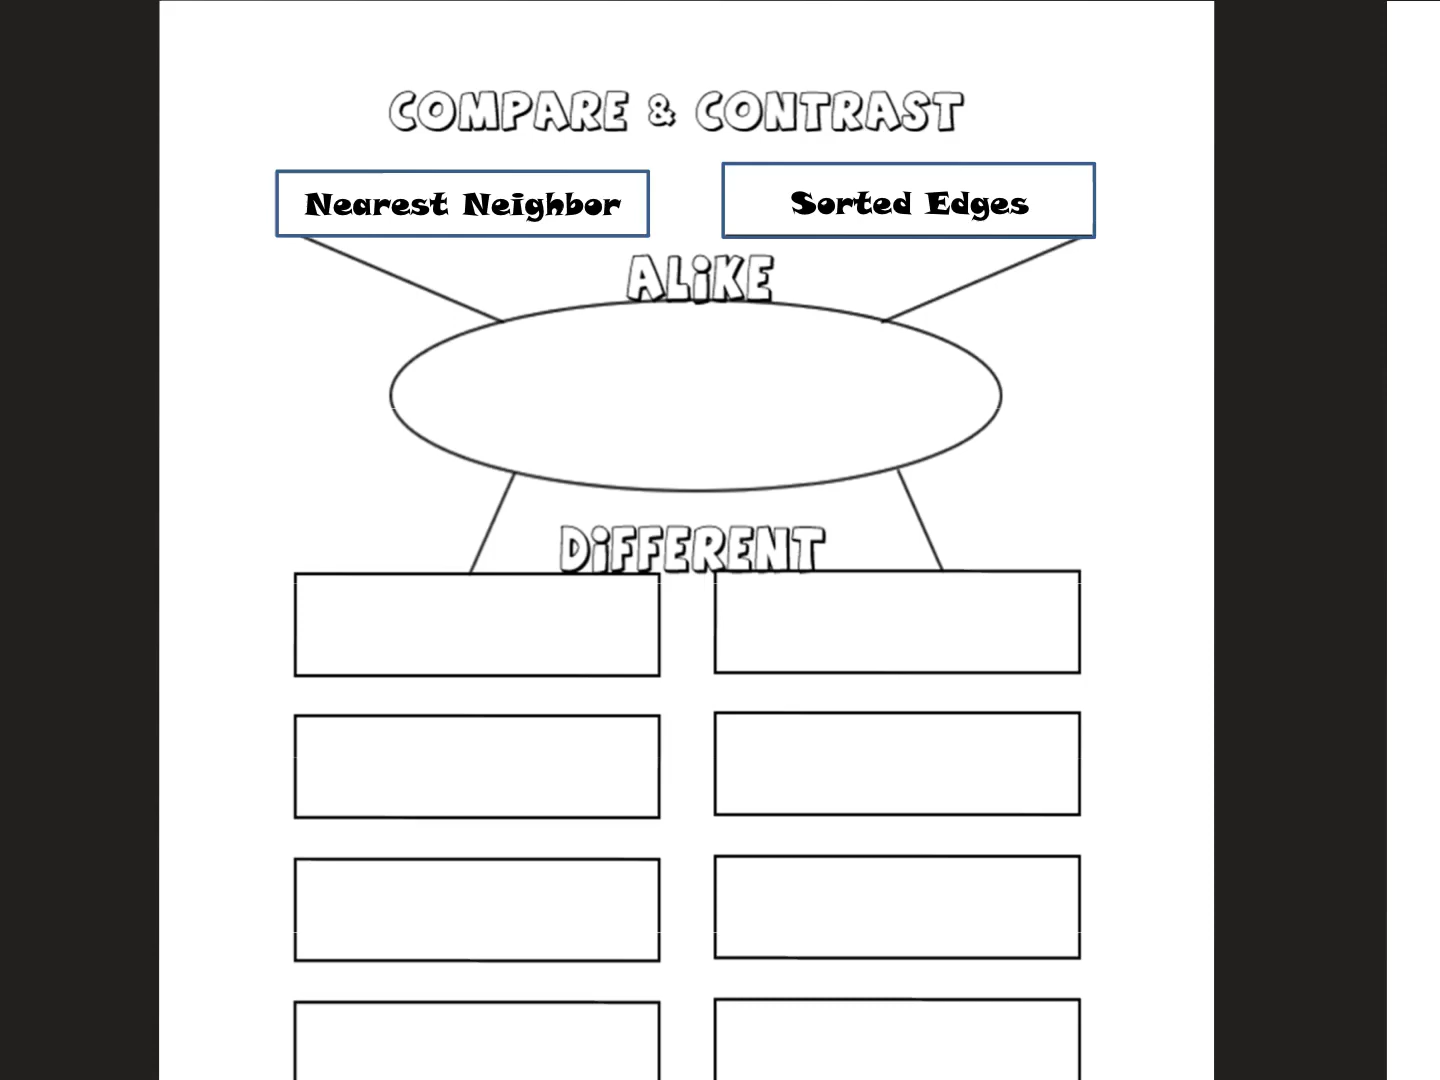 COMPARE & CONTRAST
Nearest Neighbor
Sorted Edges
ALiKE
DiFFERENT